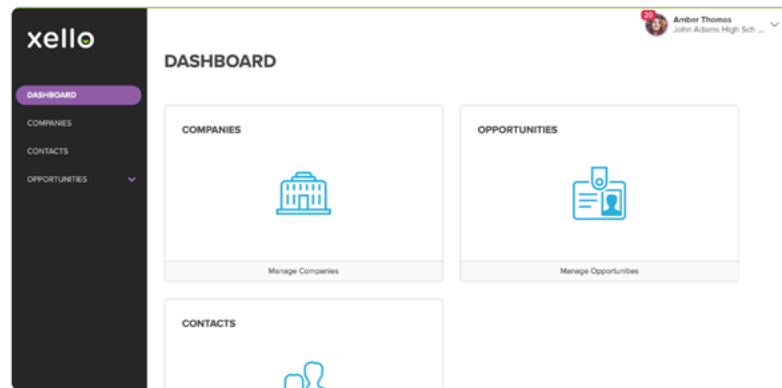 xello
20
Amber Thomas
John Adams High Sch ...
DASHBOARD
DASHBOARD
COMPANIES
CONTACTS
OPPORTUNITIES
COMPANIES
OPPORTUNITIES
Manage Companies
Manage Opportunities
CONTACTS